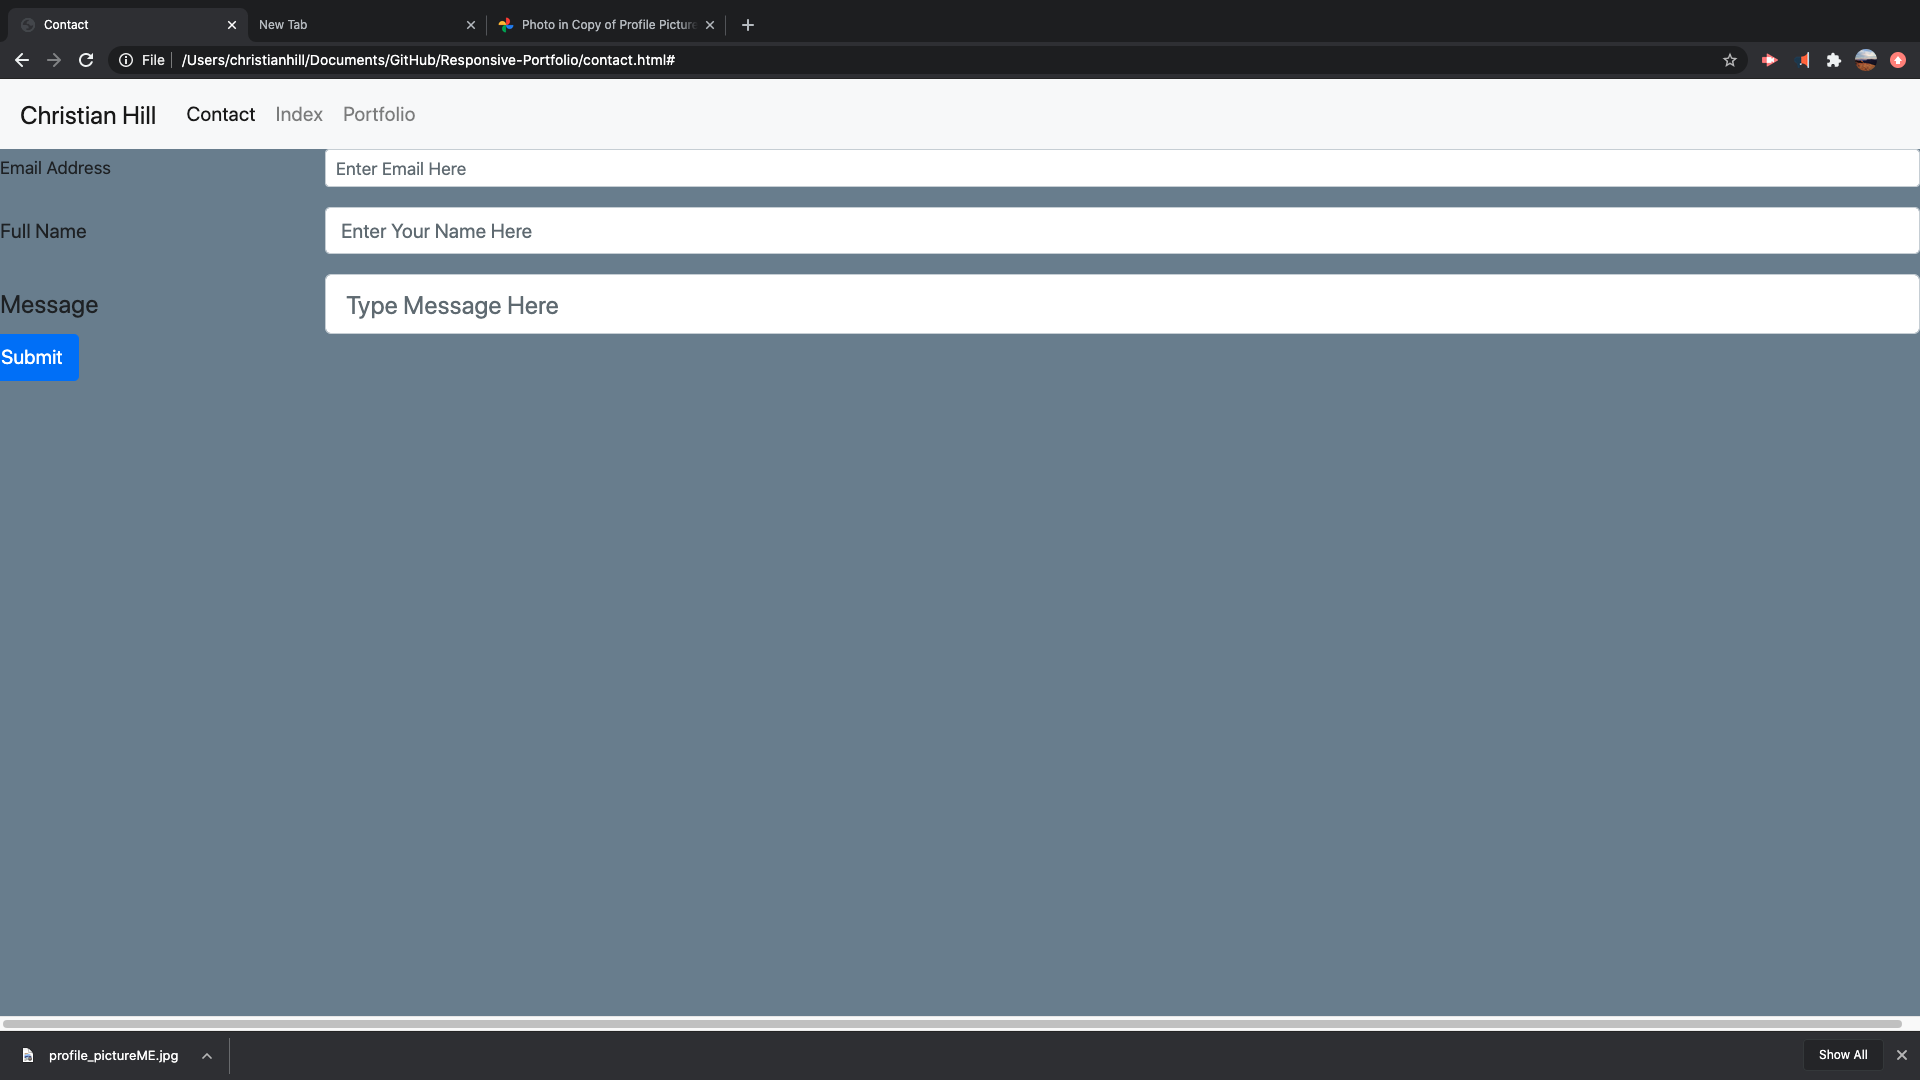 Contact
New Tab
Photo in Copy of Profile Picture
File /Users/christianhill/Documents/GitHub/Responsive-Portfolio/contact.html#
Christian Hill Contact Index Portfolio
Email Address Enter Email Here
Full Name Enter Your Name Here
Message Type Message Here
Submit
profile_pictureME.jpg Show All